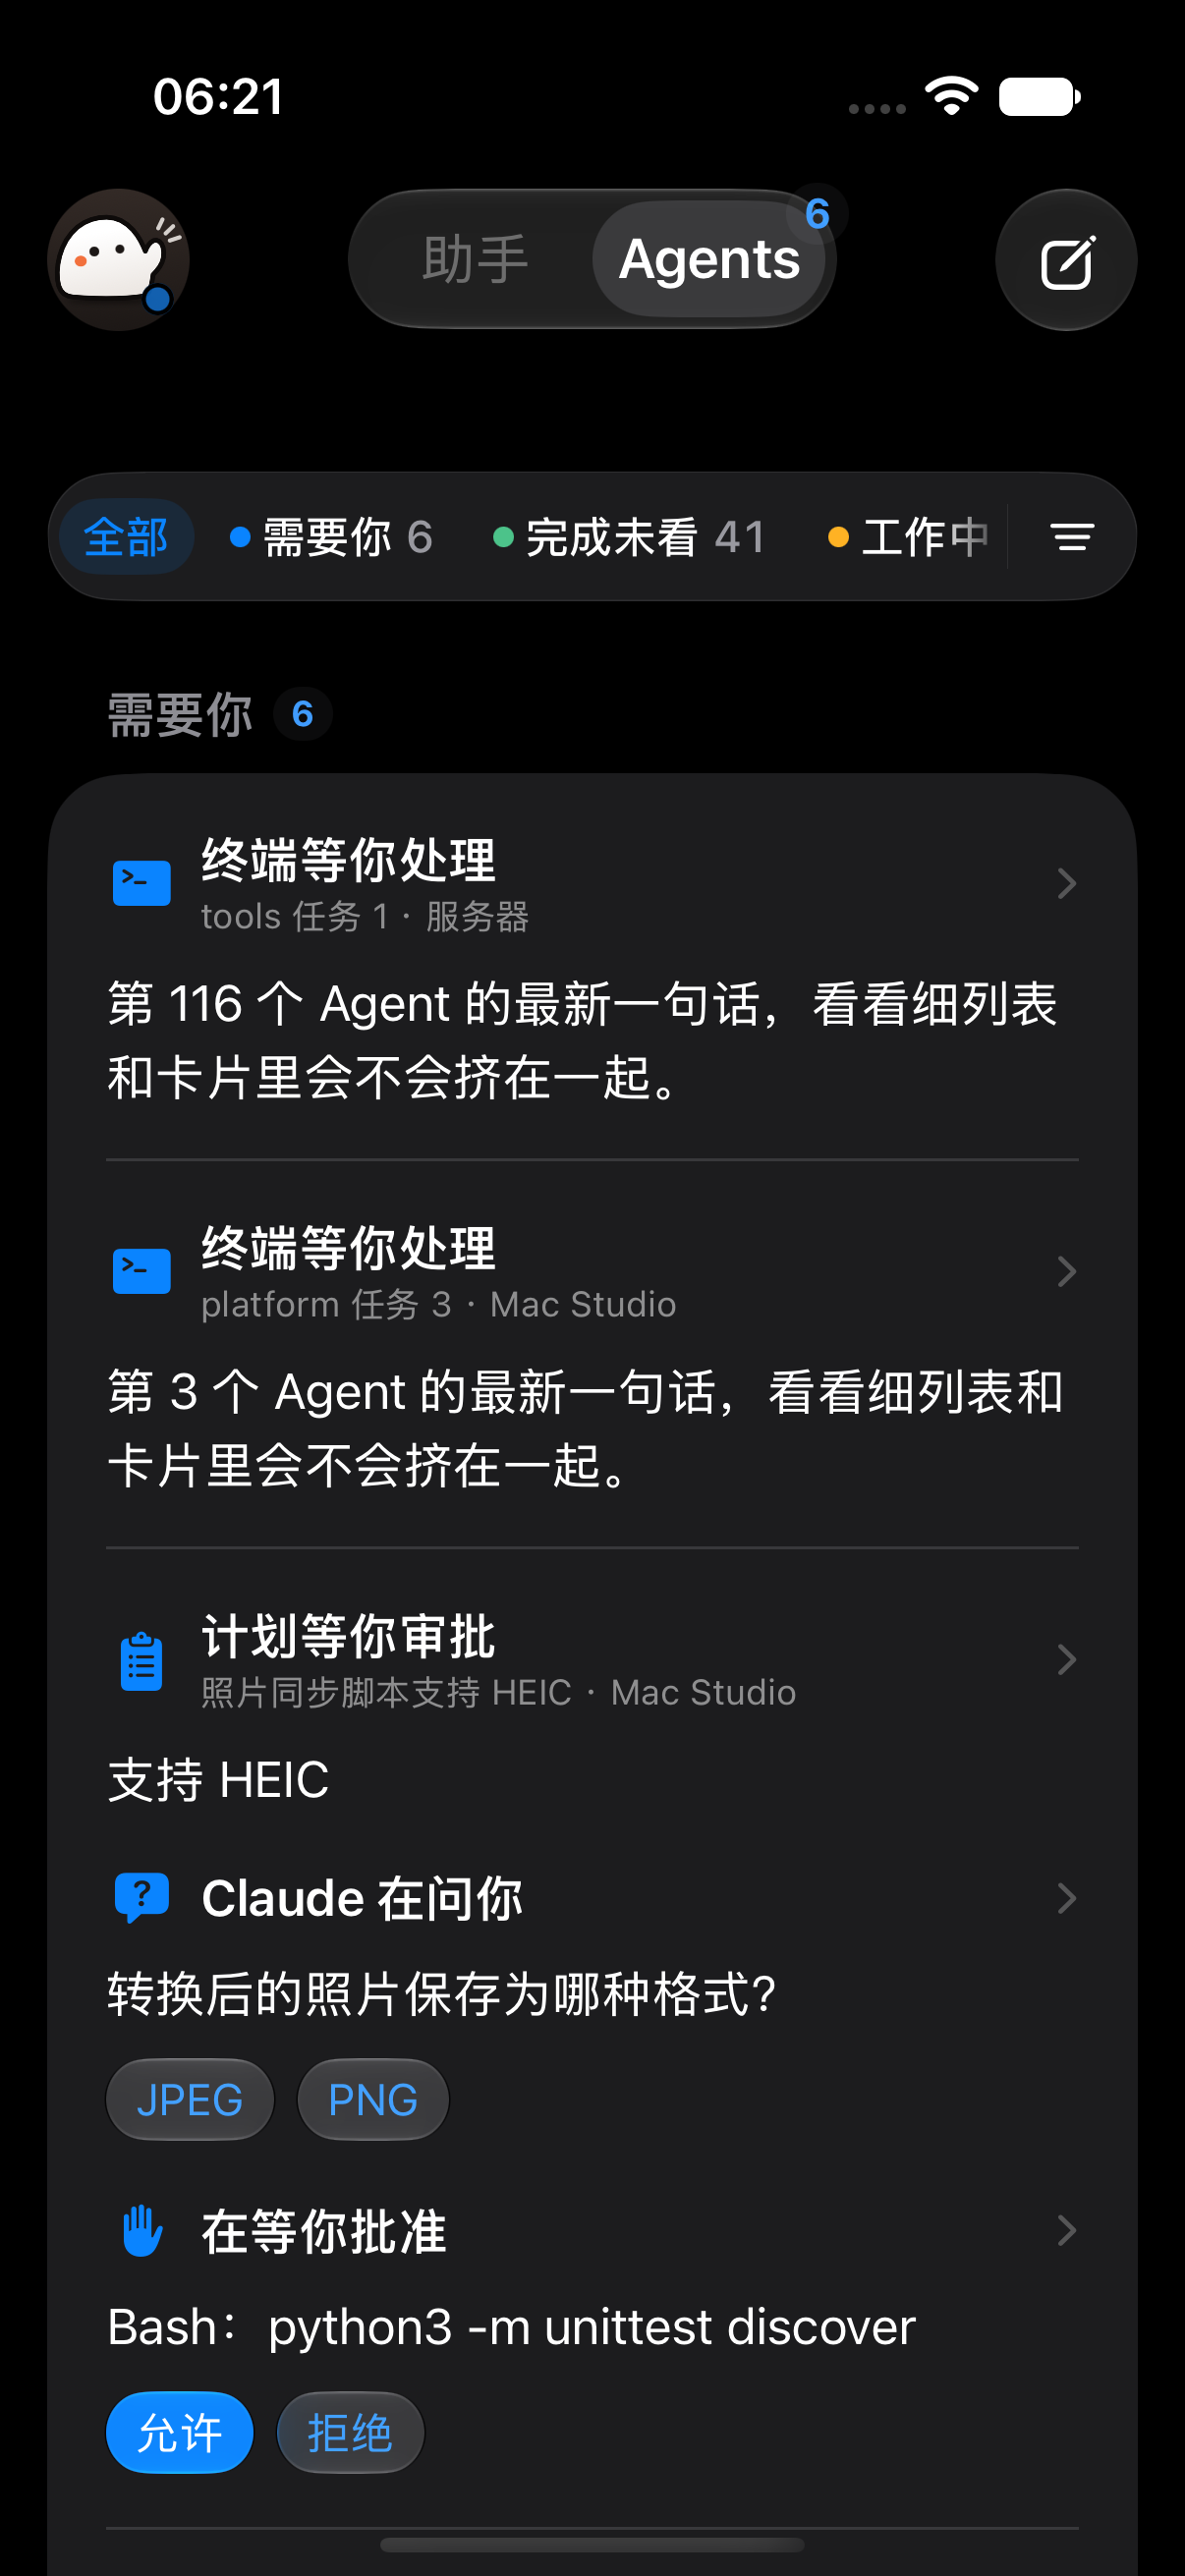 06:21
助手
Agents
6
全部
需要你 6
完成未看 41
工作中
需要你 6
终端等你处理
tools 任务 1 · 服务器
第 116 个 Agent 的最新一句话，看看细列表
和卡片里会不会挤在一起。
终端等你处理
platform 任务 3 · Mac Studio
第 3 个 Agent 的最新一句话，看看细列表和
卡片里会不会挤在一起。
计划等你审批
照片同步脚本支持 HEIC · Mac Studio
支持 HEIC
Claude 在问你
转换后的照片保存为哪种格式?
JPEG
PNG
在等你批准
Bash：python3 -m unittest discover
允许
拒绝